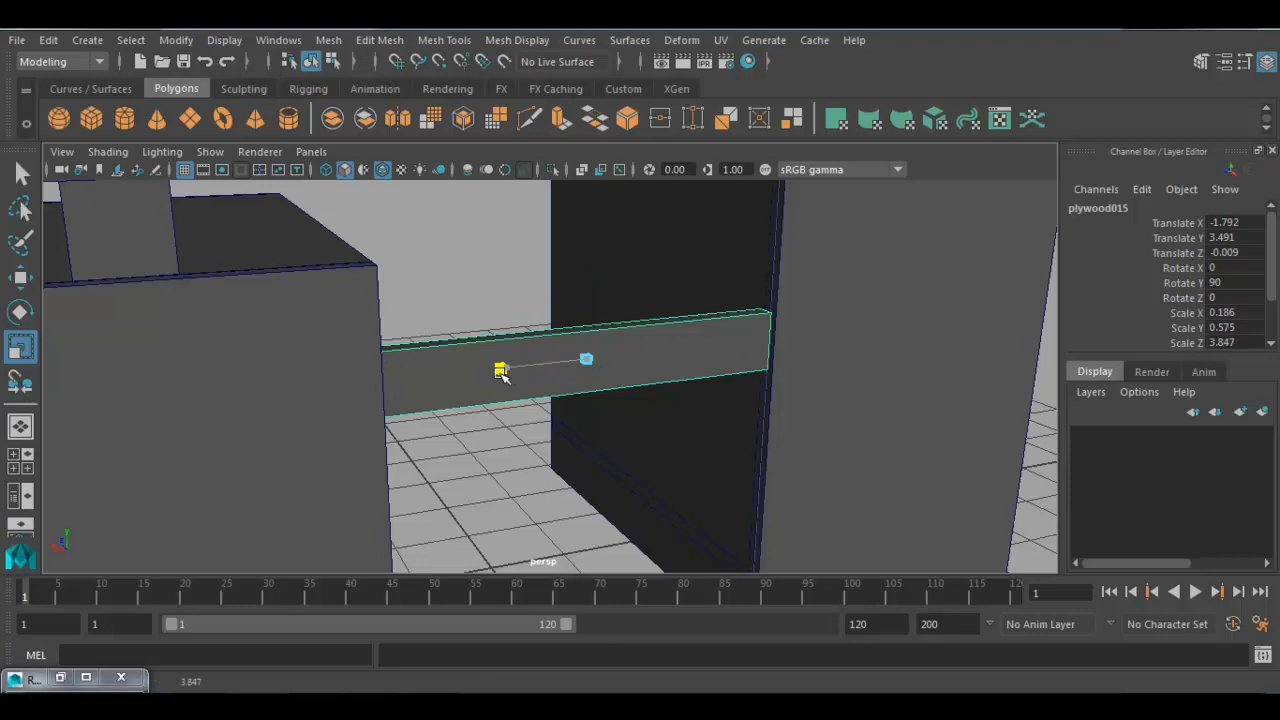 File Edit Create Select Modify Display Windows Mesh Edit Mesh Mesh Tools Mesh Display Curves Surfaces Deform UV Generate Cache Help
Modeling No Live Surface
Curves / Surfaces Polygons Sculpting Rigging Animation Rendering FX FX Caching Custom XGen
View Shading Lighting Show Renderer Panels
0.00 1.00 sRGB gamma
persp
Channel Box / Layer Editor
Channels Edit Object Show
plywood015
Translate X -1.792
Translate Y 3.491
Translate Z -0.009
Rotate X 0
Rotate Y 90
Rotate Z 0
Scale X 0.186
Scale Y 0.575
Scale Z 3.847
Display Render Anim
Layers Options Help
5 10 15 20 25 30 35 40 45 50 55 60 65 70 75 80 85 90 95 100 105 110 115 12
1 1
1 1 1 120 120 200 No Anim Layer No Character Set
MEL
R... 3.847